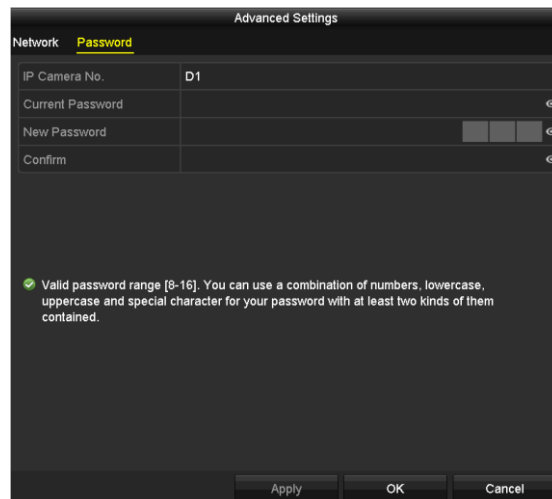 Advanced Settings
Network Password
IP Camera No. D1
Current Password
New Password
Confirm
Valid password range [8-16]. You can use a combination of numbers, lowercase,
uppercase and special character for your password with at least two kinds of them
contained.
Apply OK Cancel